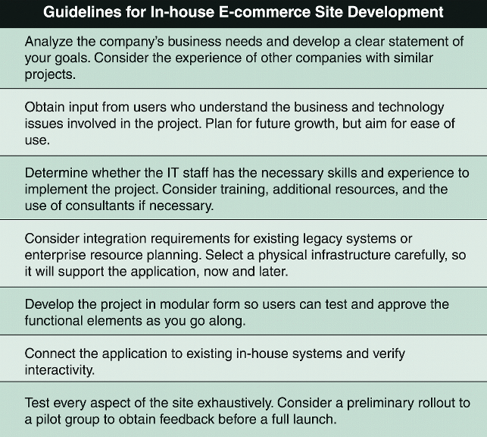 Guidelines for In-house E-commerce Site Development
Analyze the company's business needs and develop a clear statement of
your goals. Consider the experience of other companies with similar
projects.
Obtain input from users who understand the business and technology
issues involved in the project. Plan for future growth, but aim for ease of
use.
Determine whether the IT staff has the necessary skills and experience to
implement the project. Consider training, additional resources, and the
use of consultants if necessary.
Consider integration requirements for existing legacy systems or
enterprise resource planning. Select a physical infrastructure carefully, so
it will support the application, now and later.
Develop the project in modular form so users can test and approve the
functional elements as you go along.
Connect the application to existing in-house systems and verify
interactivity.
Test every aspect of the site exhaustively. Consider a preliminary rollout to
a pilot group to obtain feedback before a full launch.